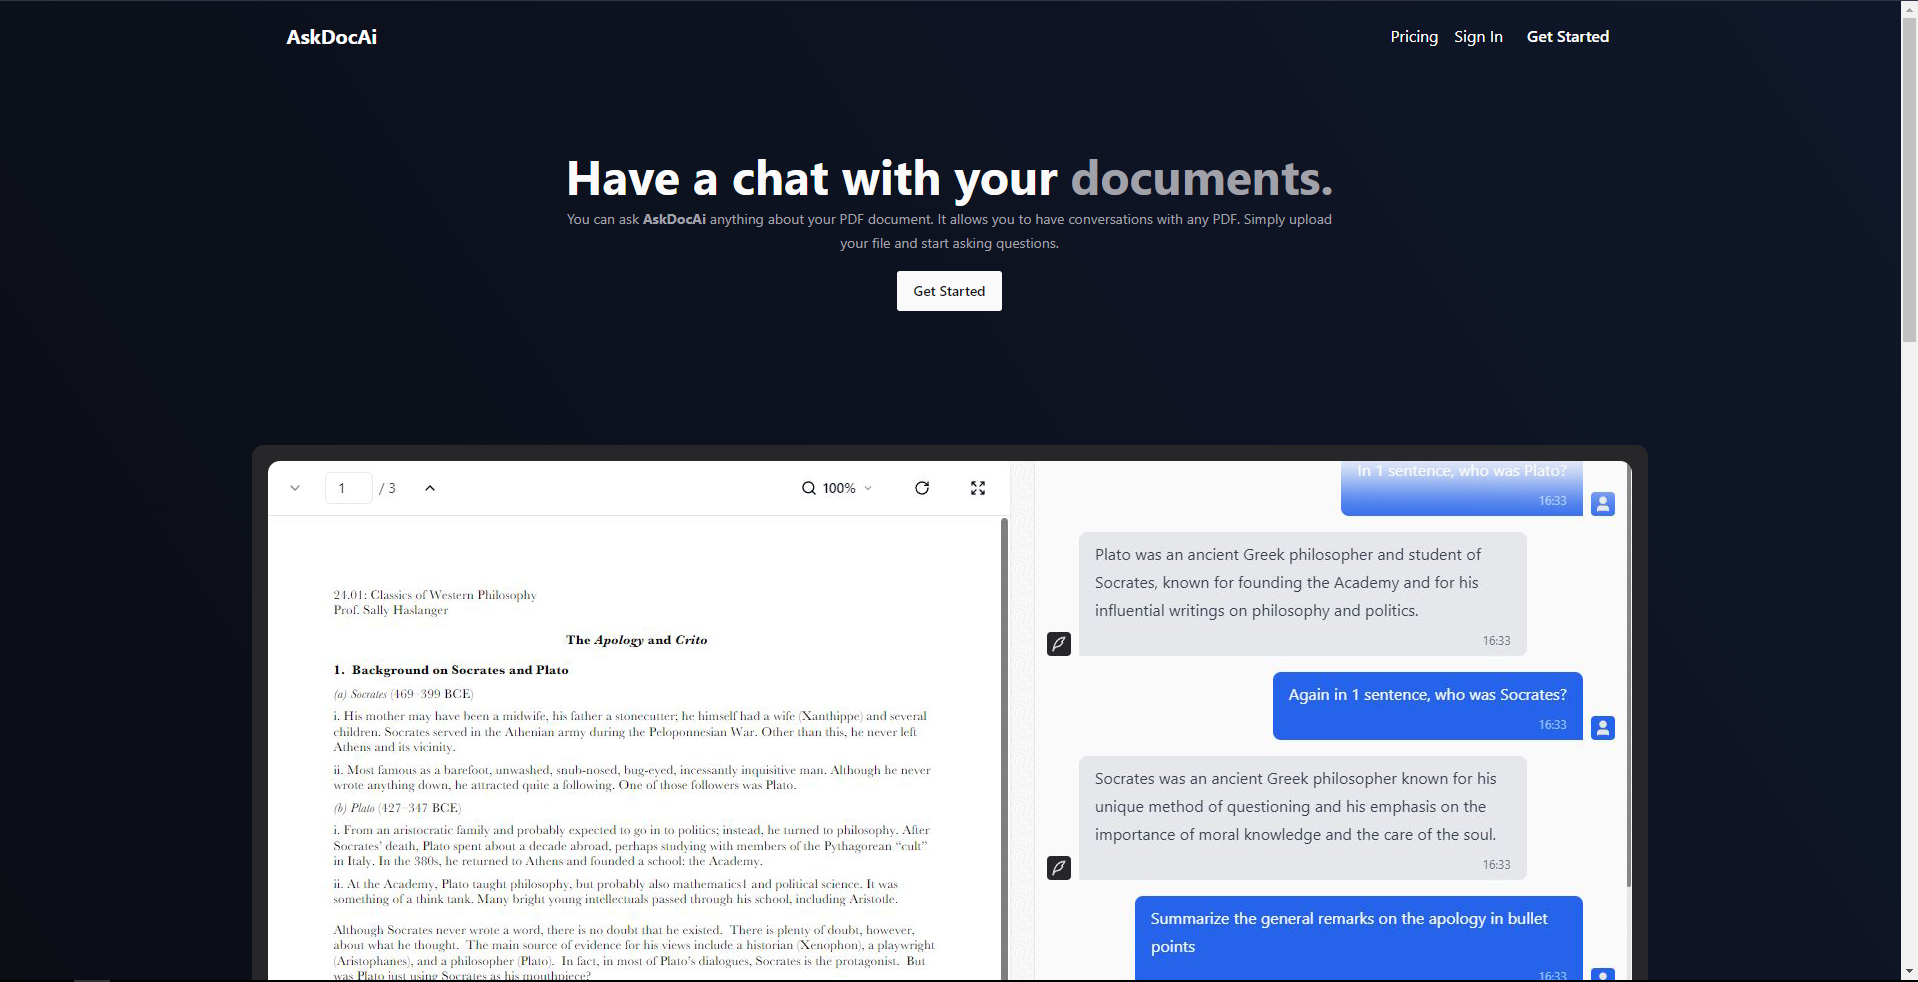 AskDocAi
Pricing
Sign In
Get Started
Have a chat with your documents.
You can ask AskDocAi anything about your PDF document. It allows you to have conversations with any PDF. Simply upload
your file and start asking questions.
Get Started
1 / 3
100%
24.01: Classics of Western Philosophy
Prof. Sally Haslanger
The Apology and Crito
1. Background on Socrates and Plato
(a) Socrates (469–399 BCE)
i. His mother may have been a midwife, his father a stonecutter; he himself had a wife (Xanthippe) and several
children. Socrates served in the Athenian army during the Peloponnesian War. Other than this, he never left
Athens and its vicinity.
ii. Most famous as a barefoot, unwashed, snub-nosed, bug-eyed, incessantly inquisitive man. Although he never
wrote anything down, he attracted quite a following. One of those followers was Plato.
(b) Plato (427–347 BCE)
i. From an aristocratic family and probably expected to go in to politics; instead, he turned to philosophy. After
Socrates' death, Plato spent about a decade abroad, perhaps studying with members of the Pythagorean “cult”
in Italy. In the 380s, he returned to Athens and founded a school: the Academy.
ii. At the Academy, Plato taught philosophy, but probably also mathematics1 and political science. It was
something of a think tank. Many bright young intellectuals passed through his school, including Aristotle.
Although Socrates never wrote a word, there is no doubt that he existed. There is plenty of doubt, however,
about what he thought. The main source of evidence for his views include a historian (Xenophon), a playwright
(Aristophanes), and a philosopher (Plato). In fact, in most of Plato's dialogues, Socrates is the protagonist. But
was Plato just using Socrates as his mouthpiece?
In 1 sentence, who was Plato?
16:33
Plato was an ancient Greek philosopher and student of
Socrates, known for founding the Academy and for his
influential writings on philosophy and politics.
16:33
Again in 1 sentence, who was Socrates?
16:33
Socrates was an ancient Greek philosopher known for his
unique method of questioning and his emphasis on the
importance of moral knowledge and the care of the soul.
16:33
Summarize the general remarks on the apology in bullet
points
16:33